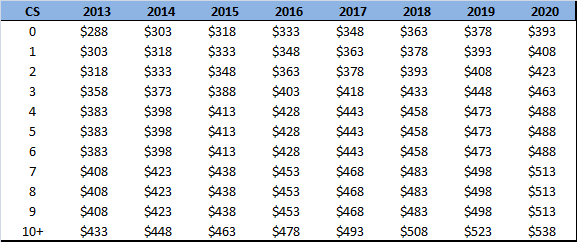 CS 2013 2014 2015 2016 2017 2018 2019 2020
0 $288 $303 $318 $333 $348 $363 $378 $393
1 $303 $318 $333 $348 $363 $378 $393 $408
2 $318 $333 $348 $363 $378 $393 $408 $423
3 $358 $373 $388 $403 $418 $433 $448 $463
4 $383 $398 $413 $428 $443 $458 $473 $488
5 $383 $398 $413 $428 $443 $458 $473 $488
6 $383 $398 $413 $428 $443 $458 $473 $488
7 $408 $423 $438 $453 $468 $483 $498 $513
8 $408 $423 $438 $453 $468 $483 $498 $513
9 $408 $423 $438 $453 $468 $483 $498 $513
10+ $433 $448 $463 $478 $493 $508 $523 $538